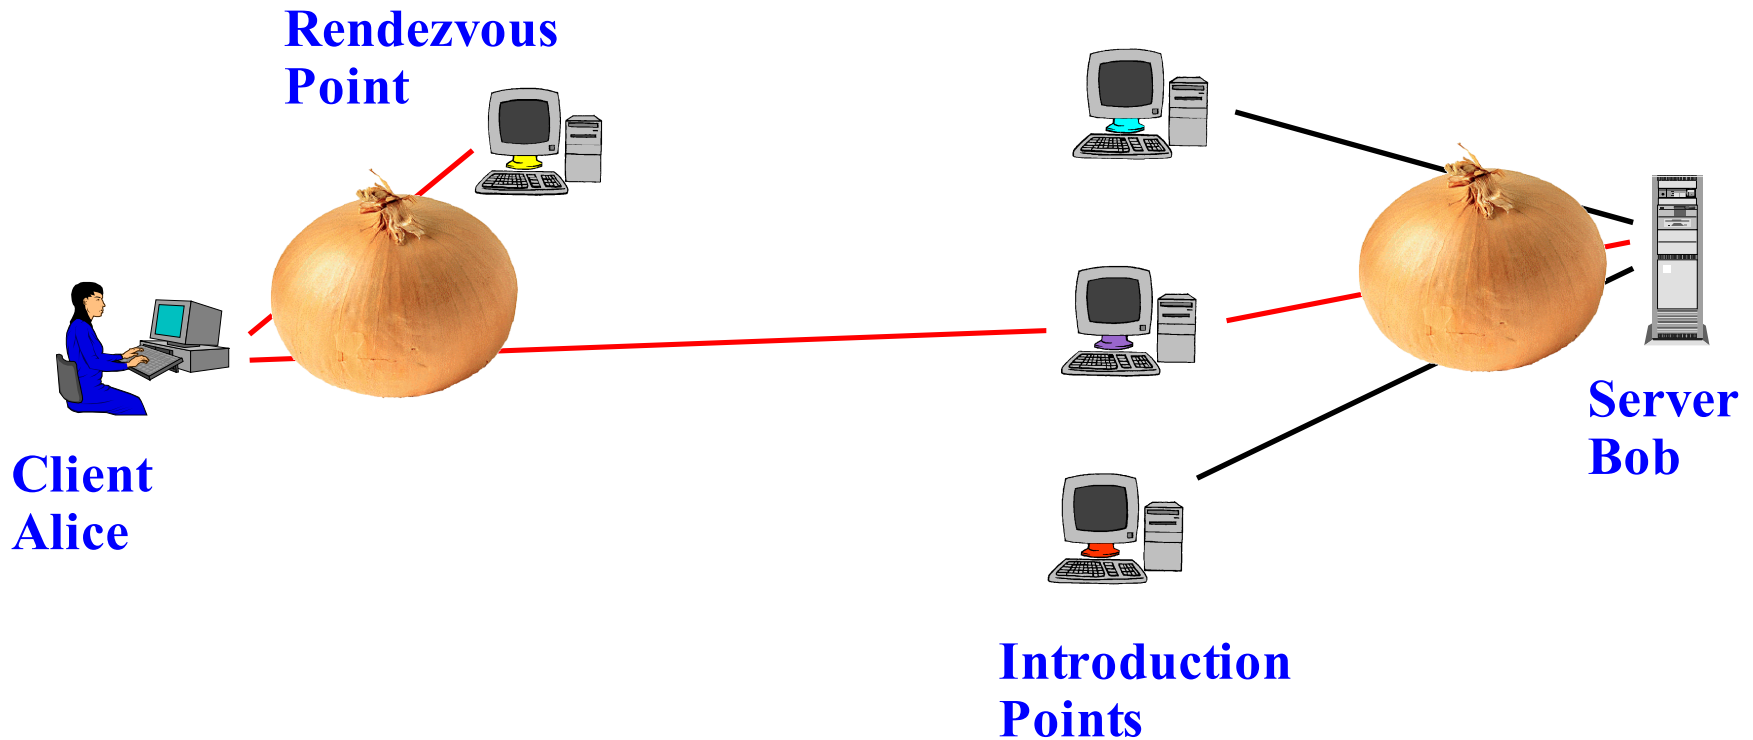 Rendezvous
Point
Client
Alice
Server
Bob
Introduction
Points